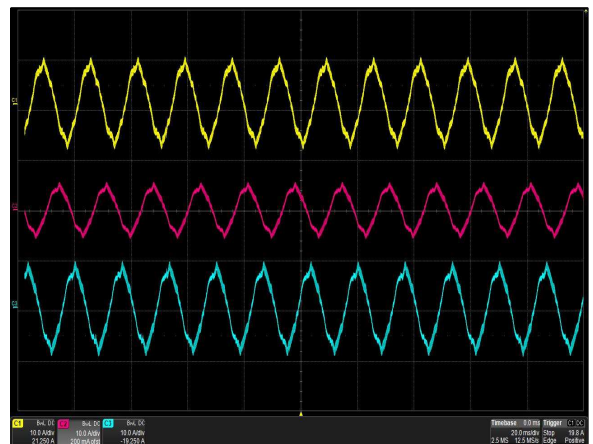 C1 BwL DC C2 BwL DC C3 BwL DC Timebase 0.0 ms Trigger C1 DC
10.0 A/div 10.0 A/div 10.0 A/div 20.0 ms/div Stop 19.8 A
21.250 A 200 mA ofst -19.250 A 2.5 MS 12.5 MS/s Edge Positive